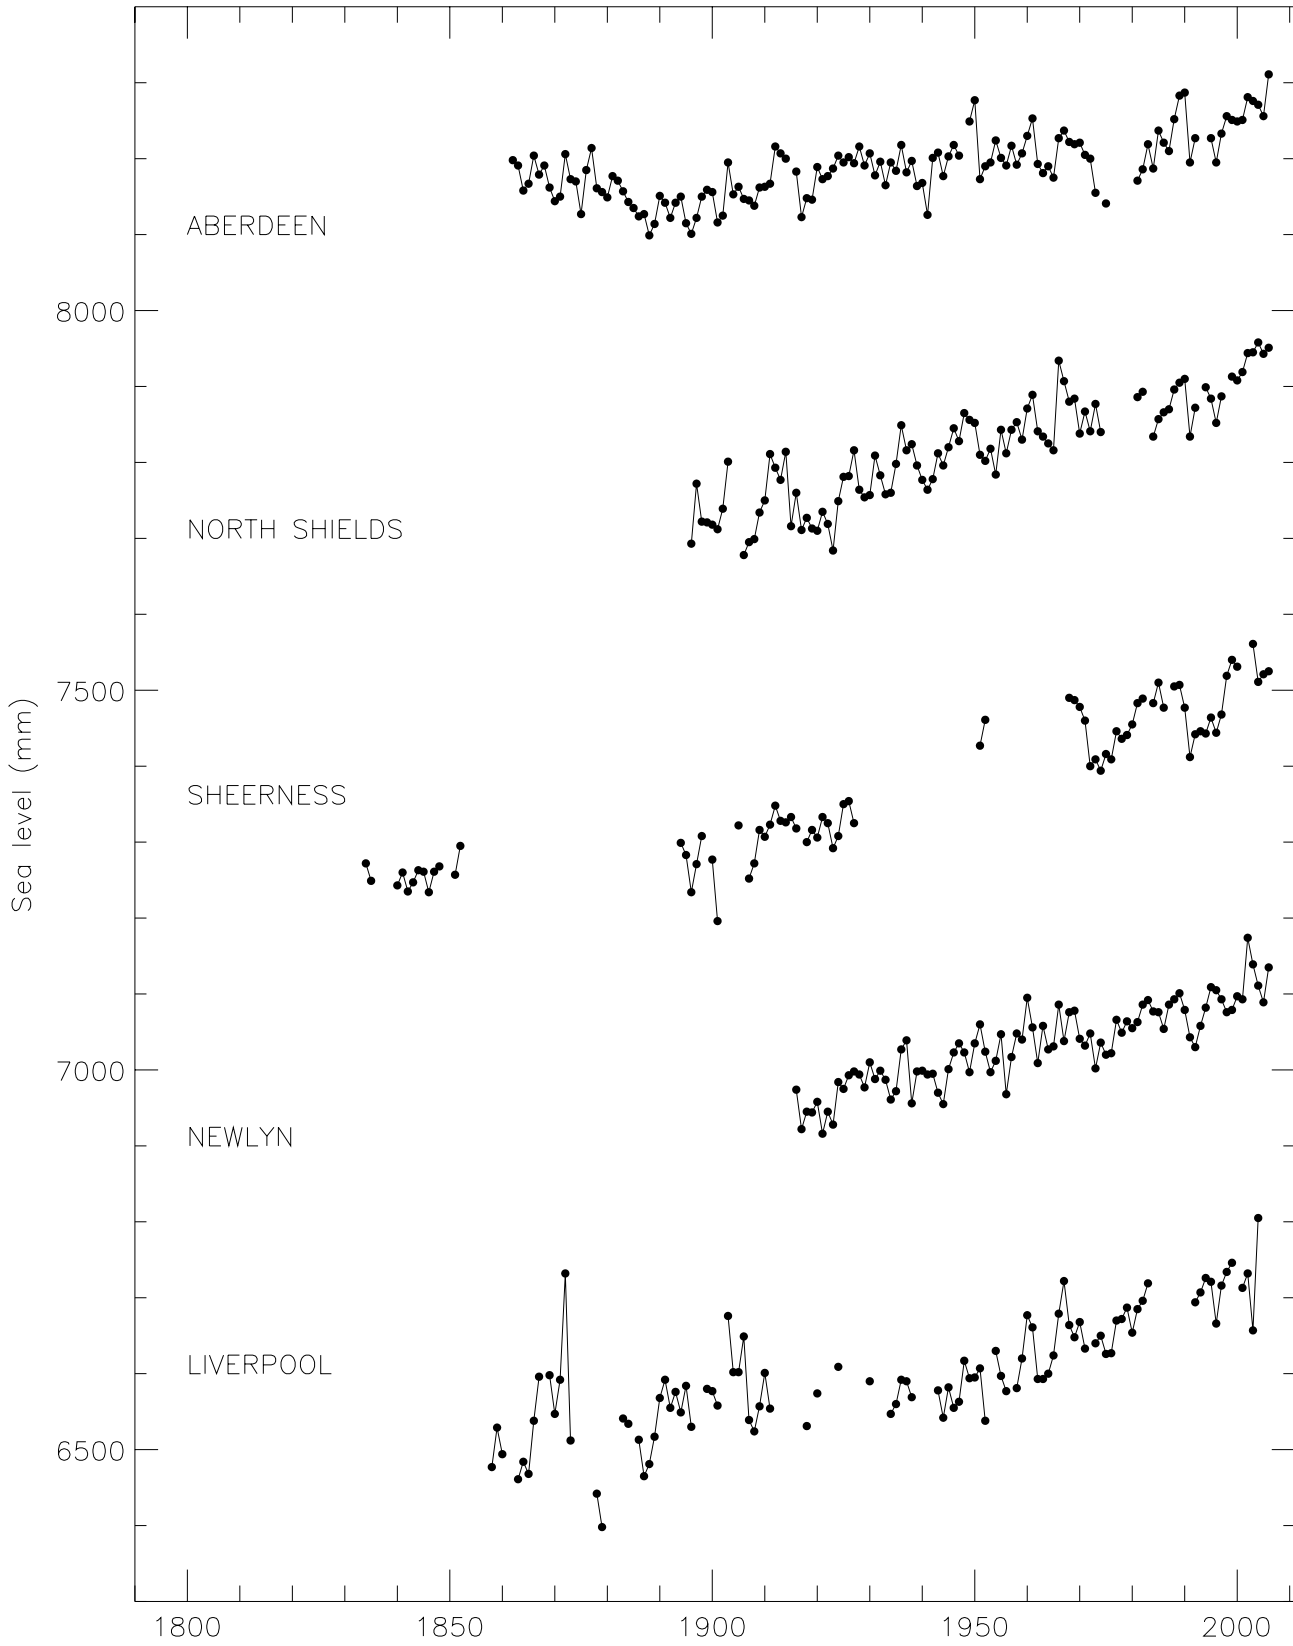 ABERDEEN
8000
NORTH SHIELDS
7500
Sea level (mm)
SHEERNESS
7000
NEWLYN
LIVERPOOL
6500
1800 1850 1900 1950 2000